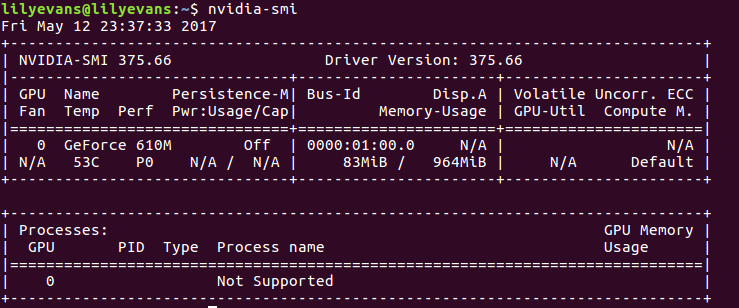 lilyevans@lilyevans:~$ nvidia-smi
Fri May 12 23:37:33 2017
+-----------------------------------------------------------------------------+
| NVIDIA-SMI 375.66                 Driver Version: 375.66                    |
|-------------------------------+----------------------+----------------------+
| GPU  Name        Persistence-M| Bus-Id        Disp.A | Volatile Uncorr. ECC |
| Fan  Temp  Perf  Pwr:Usage/Cap|         Memory-Usage | GPU-Util  Compute M. |
|===============================+======================+======================|
|   0  GeForce 610M        Off  | 0000:01:00.0     N/A |                  N/A |
| N/A   53C    P0    N/A /  N/A |     83MiB /   964MiB |     N/A      Default |
+-------------------------------+----------------------+----------------------+

+-----------------------------------------------------------------------------+
| Processes:                                                       GPU Memory |
|  GPU       PID  Type  Process name                               Usage      |
|=============================================================================|
|    0                  Not Supported                                         |
+-----------------------------------------------------------------------------+